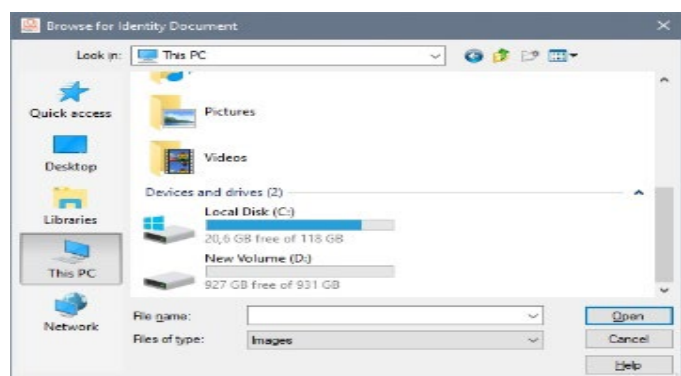 Browse for Identity Document
Look in: This PC
Quick access
Desktop
Libraries
This PC
Network
Pictures
Videos
Devices and drives (2)
Local Disk (C:)
20,6 GB free of 118 GB
New Volume (D:)
927 GB free of 931 GB
File name:
Open
Files of type: Images
Cancel
Help